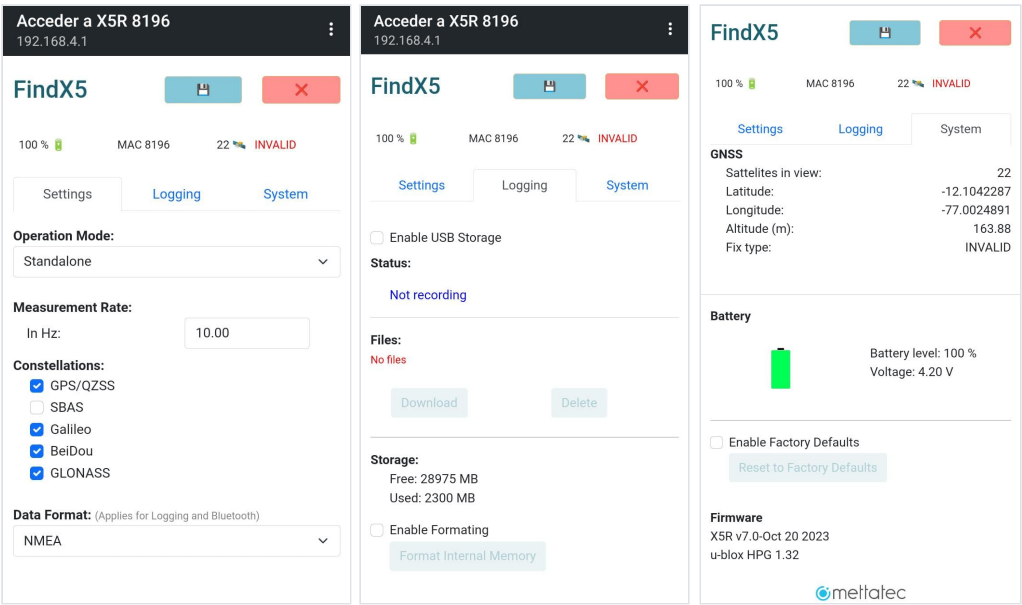 Acceder a X5R 8196
192.168.4.1
FindX5
100 %
MAC 8196
22
INVALID
Settings
Logging
System
Operation Mode:
Standalone
Measurement Rate:
In Hz:
10.00
Constellations:
GPS/QZSS
SBAS
Galileo
BeiDou
GLONASS
Data Format: (Applies for Logging and Bluetooth)
NMEA
Acceder a X5R 8196
192.168.4.1
FindX5
100 %
MAC 8196
22
INVALID
Settings
Logging
System
Enable USB Storage
Status:
Not recording
Files:
No files
Download
Delete
Storage:
Free: 28975 MB
Used: 2300 MB
Enable Formating
Format Internal Memory
FindX5
100 %
MAC 8196
22
INVALID
Settings
Logging
System
GNSS
Sattelites in view: 22
Latitude: -12.1042287
Longitude: -77.0024891
Altitude (m): 163.88
Fix type: INVALID
Battery
Battery level: 100 %
Voltage: 4.20 V
Enable Factory Defaults
Reset to Factory Defaults
Firmware
X5R v7.0-Oct 20 2023
u-blox HPG 1.32
mettatec